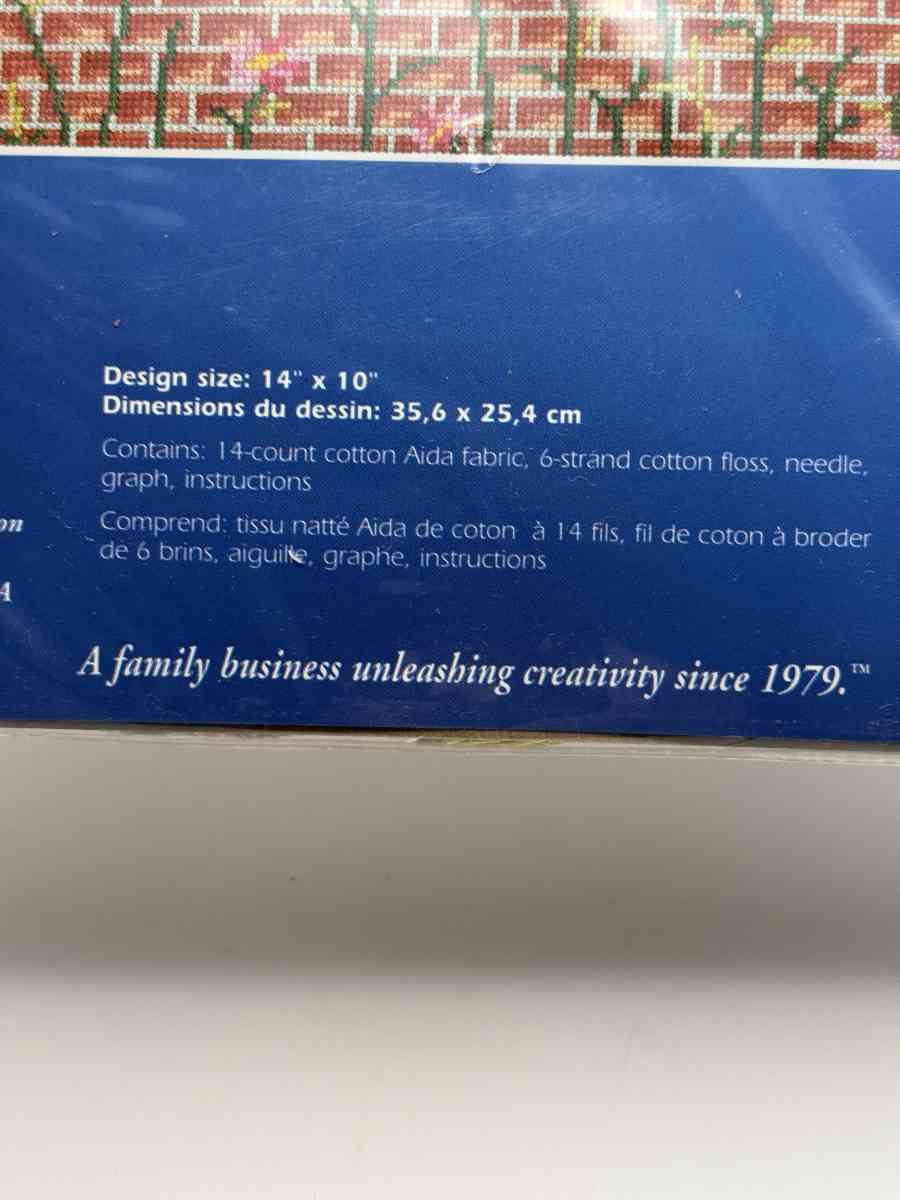 Design size: 14" x 10"
Dimensions du dessin: 35,6 x 25,4 cm
Contains: 14-count cotton Aida fabric, 6-strand cotton floss, needle,
graph, instructions
on
Comprend: tissu natté Aida de coton à 14 fils, fil de coton à broder
de 6 brins, aiguille, graphe, instructions
A
A family business unleashing creativity since 1979.™